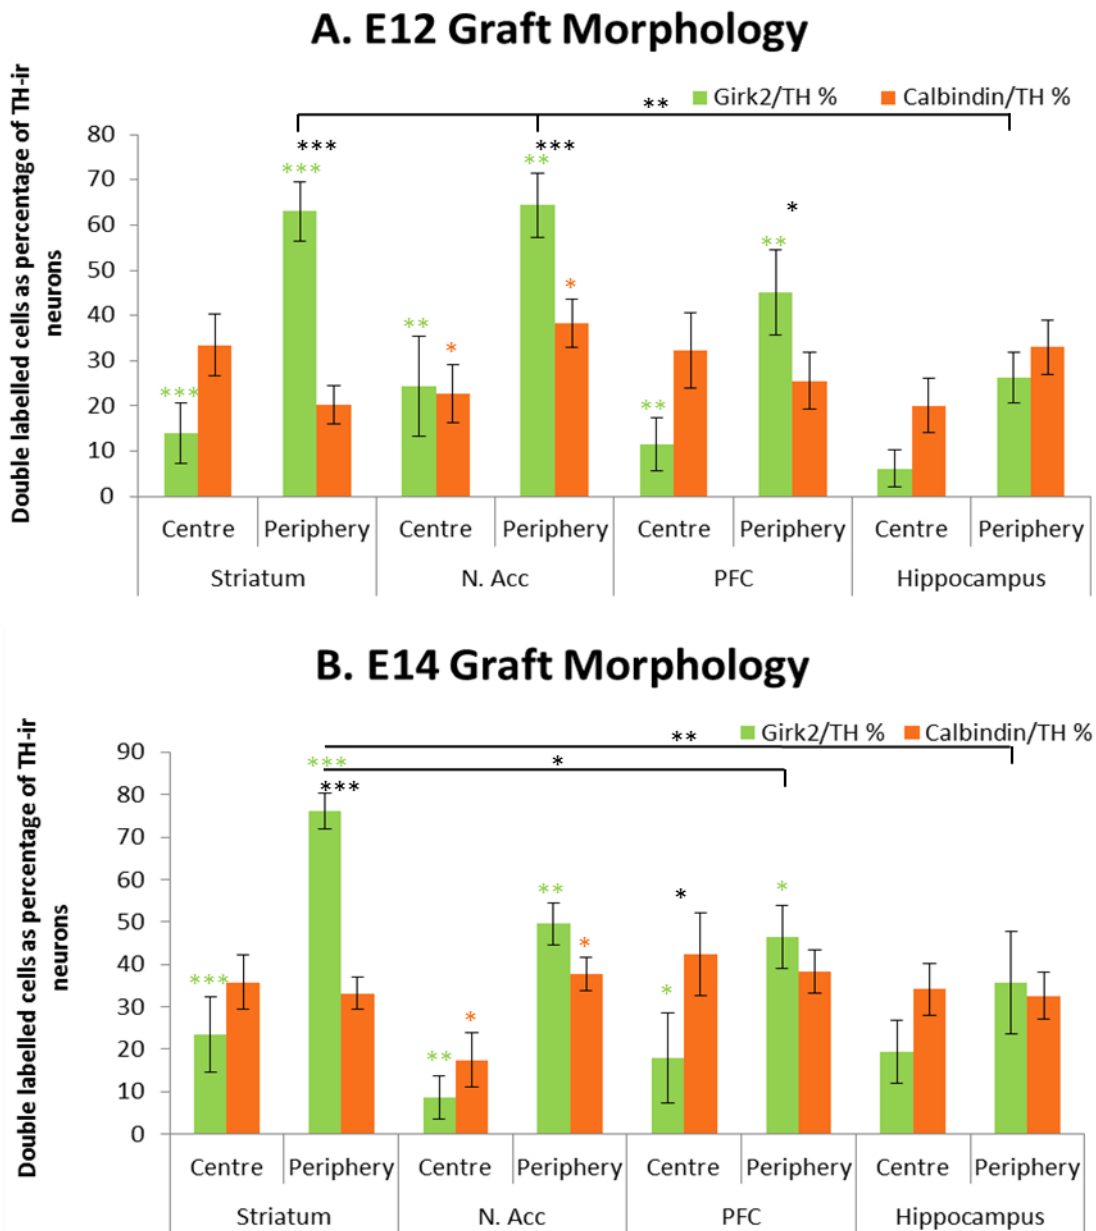 A. E12 Graft Morphology
Girk2/TH % Calbindin/TH %
**
Double labelled cells as percentage of TH-ir
neurons
80
70
60
50
40
30
20
10
0
*** *** *** ** *** ** * ** * ** ** *
Centre Periphery Centre Periphery Centre Periphery Centre Periphery
Striatum N. Acc PFC Hippocampus
B. E14 Graft Morphology
Girk2/TH % Calbindin/TH %
**
*
Double labelled cells as percentage of TH-ir
neurons
90
80
70
60
50
40
30
20
10
0
*** *** *** ** * ** * * * *
Centre Periphery Centre Periphery Centre Periphery Centre Periphery
Striatum N. Acc PFC Hippocampus